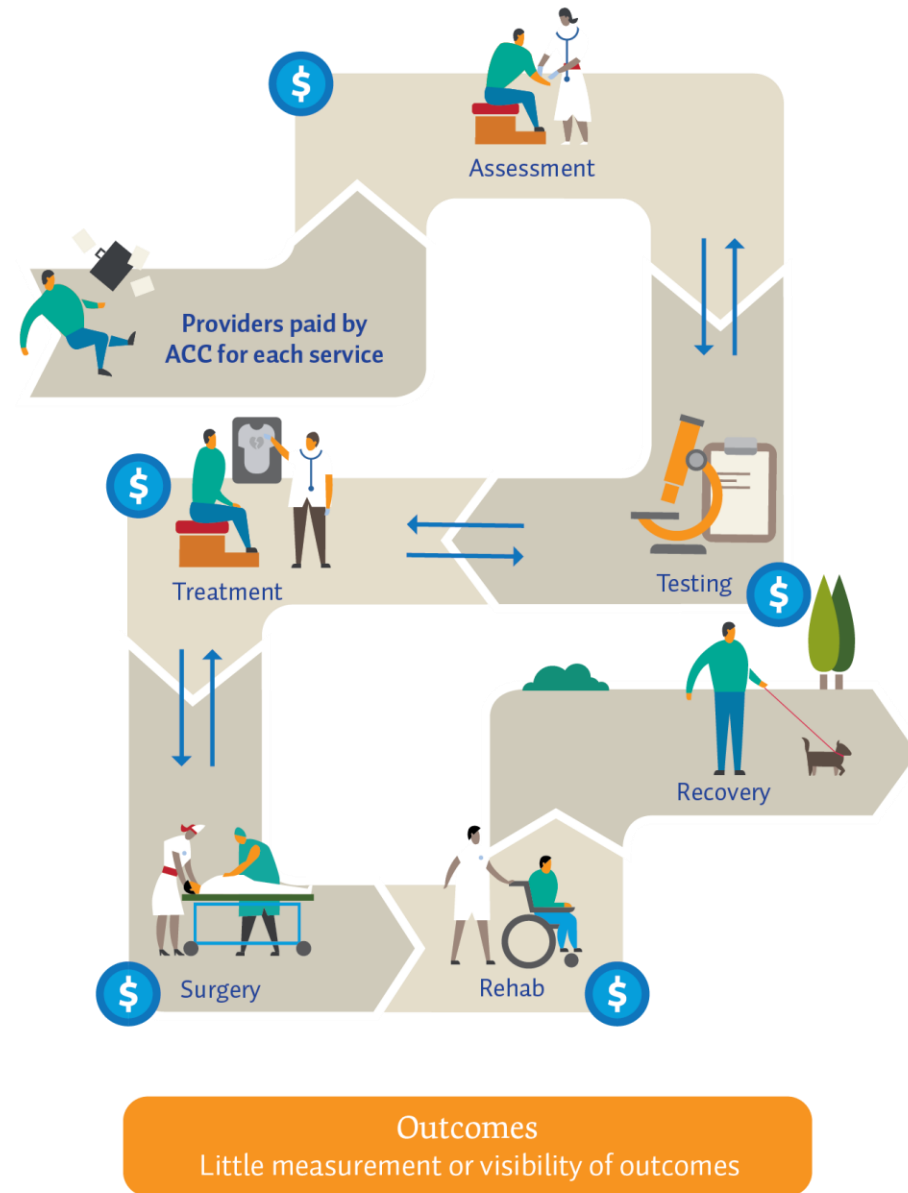 $
Assessment
Providers paid by
ACC for each service
$
Treatment
Testing
$
Recovery
$
Surgery
Rehab
$
Outcomes
Little measurement or visibility of outcomes